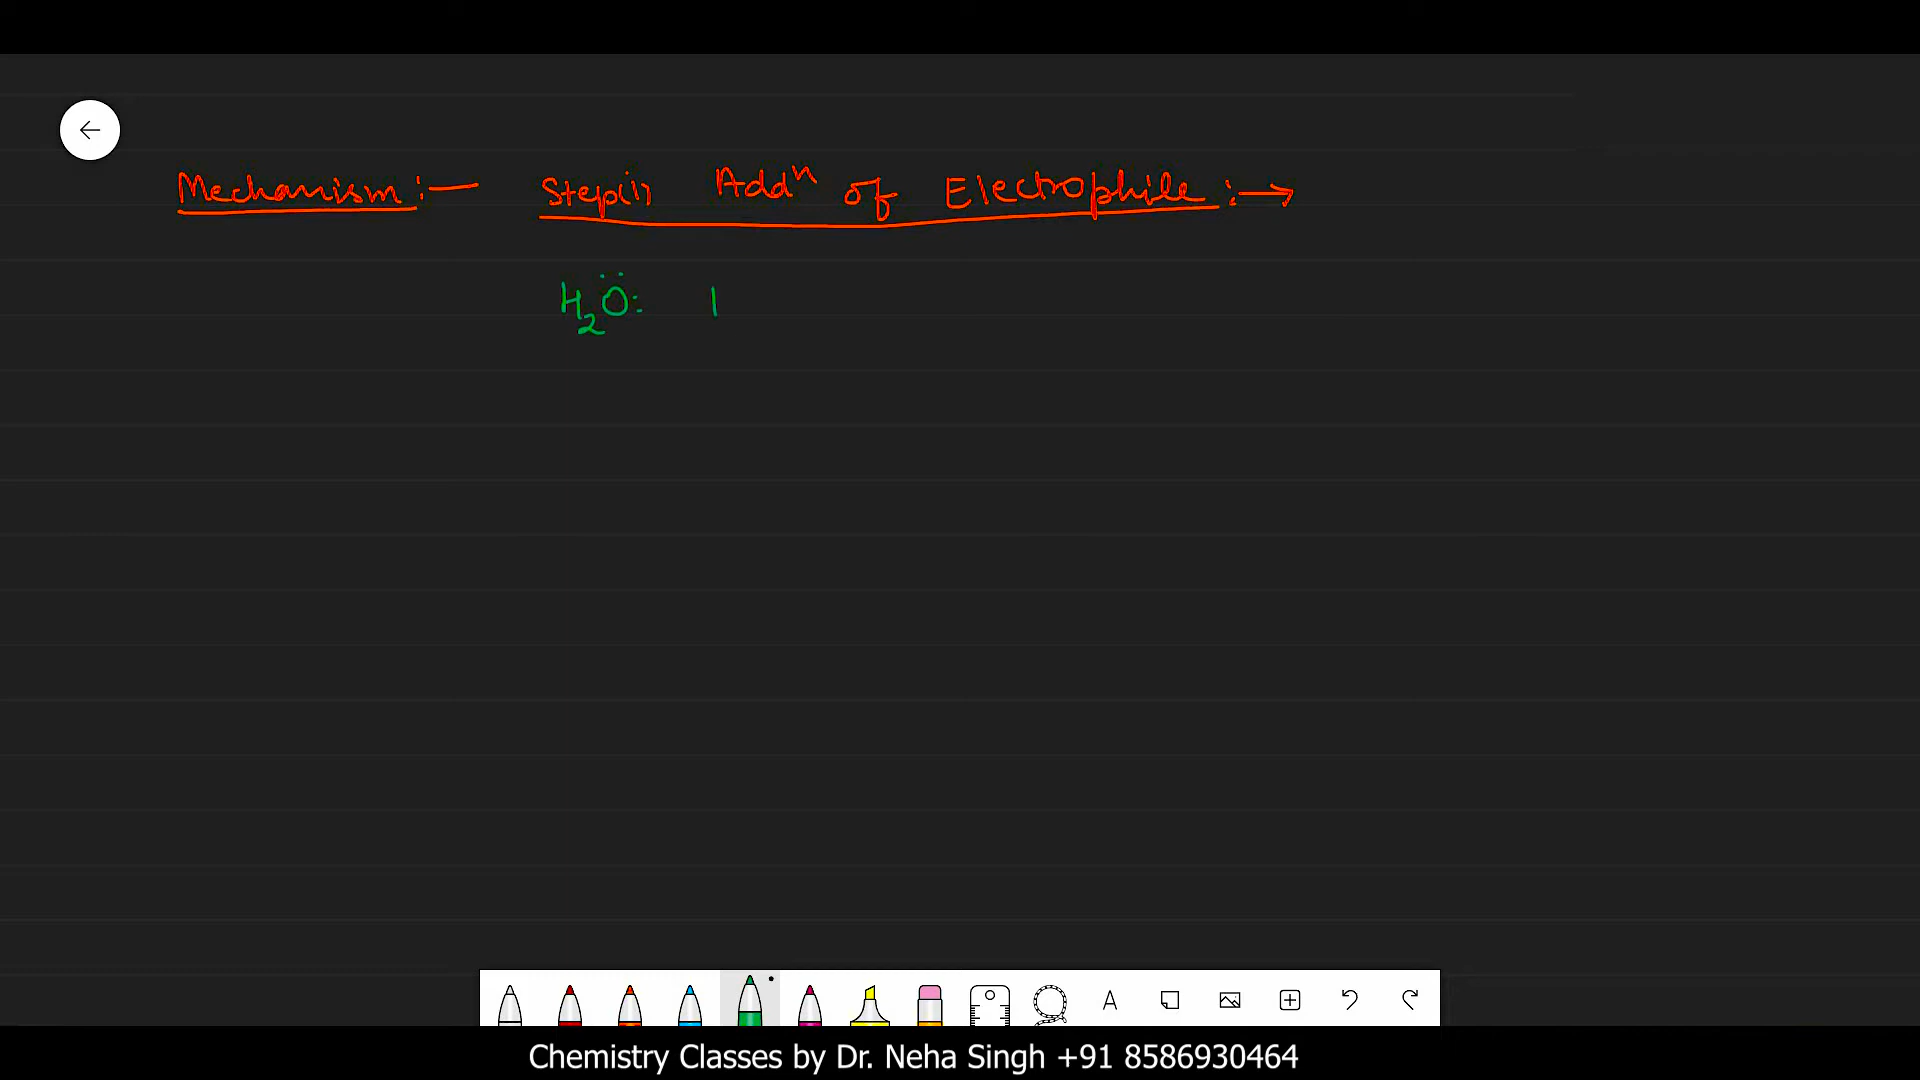 Mechanism:— Step(i) Addⁿ of Electrophile:→
H₂Ö: I
Chemistry Classes by Dr. Neha Singh +91 8586930464